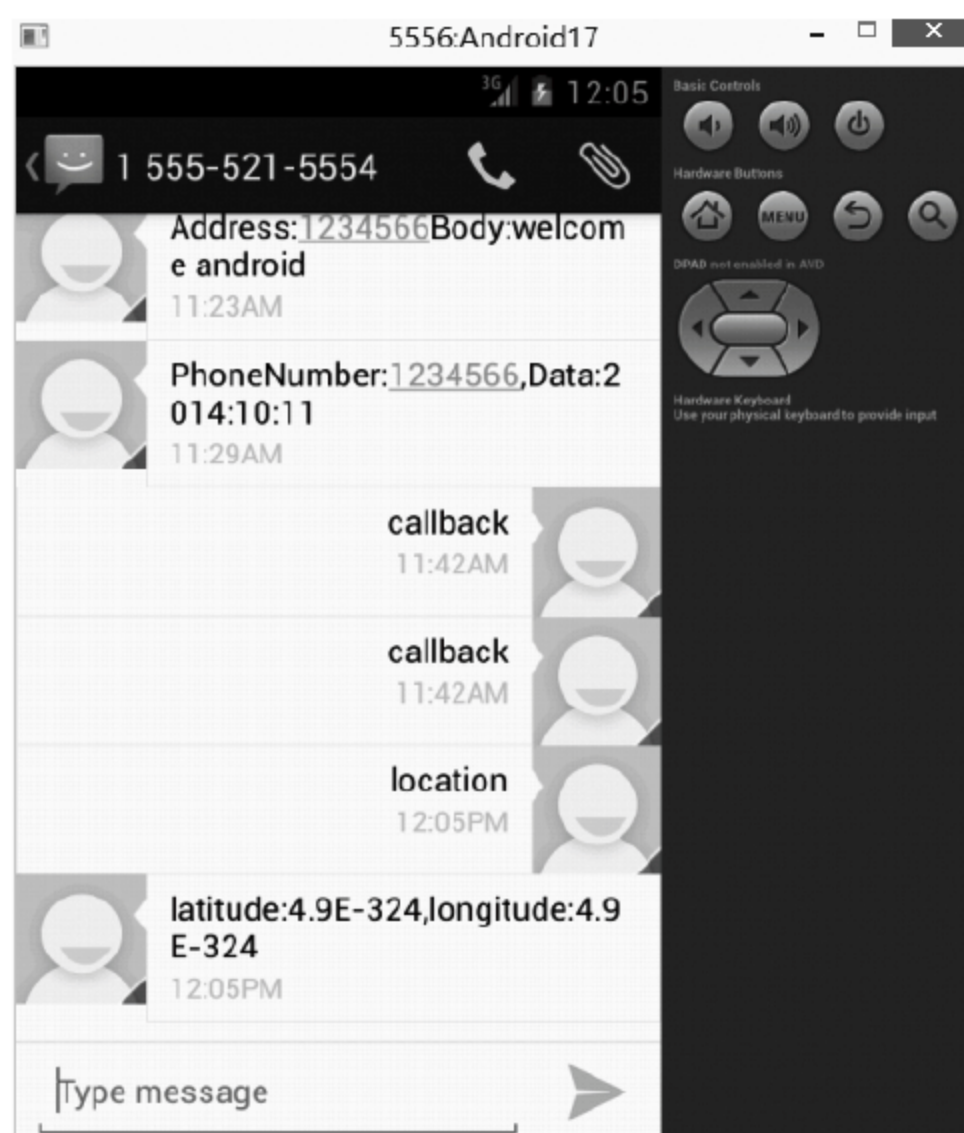 5556:Android17
3G 12:05
1 555-521-5554
Address:1234566Body:welcom
e android
11:23AM
PhoneNumber:1234566,Data:2
014:10:11
11:29AM
callback
11:42AM
callback
11:42AM
location
12:05PM
latitude:4.9E-324,longitude:4.9
E-324
12:05PM
Type message
Basic Controls
Hardware Buttons
MENU
DPAD not enabled in AVD
Hardware Keyboard
Use your physical keyboard to provide input